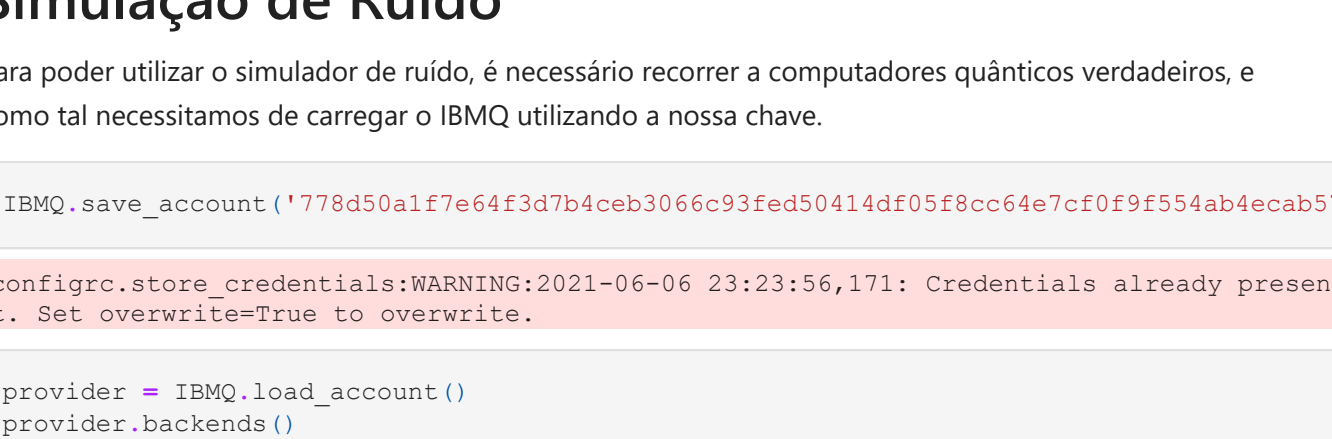 Simulação de Ruído
ara poder utilizar o simulador de ruído, é necessário recorrer a computadores quânticos verdadeiros, e
omo tal necessitamos de carregar o IBMQ utilizando a nossa chave.
IBMQ.save_account('778d50a1f7e64f3d7b4ceb3066c93fed50414df05f8cc64e7cf0f9f554ab4ecab5
configrc.store_credentials:WARNING:2021-06-06 23:23:56,171: Credentials already presen
t. Set overwrite=True to overwrite.
provider = IBMQ.load_account()
provider.backends()